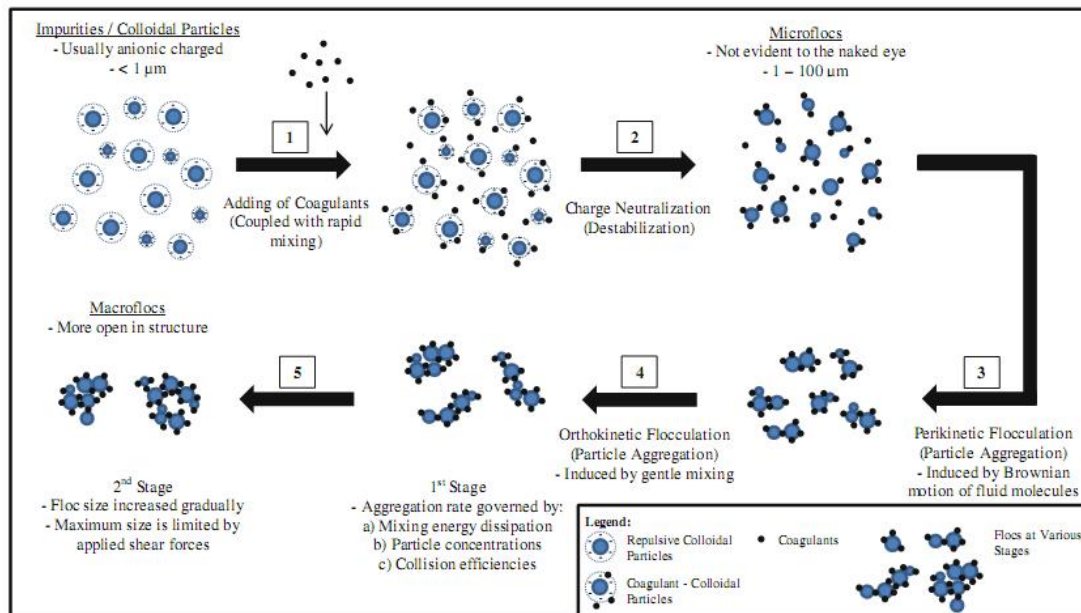 Impurities / Colloidal Particles
- Usually anionic charged
- < 1 µm
1
Adding of Coagulants
(Coupled with rapid
mixing)
2
Charge Neutralization
(Destabilization)
Microflocs
- Not evident to the naked eye
- 1 – 100 µm
3
Perikinetic Flocculation
(Particle Aggregation)
- Induced by Brownian
motion of fluid molecules
4
Orthokinetic Flocculation
(Particle Aggregation)
- Induced by gentle mixing
1st Stage
- Aggregation rate governed by:
a) Mixing energy dissipation
b) Particle concentrations
c) Collision efficiencies
5
Macroflocs
- More open in structure
2nd Stage
- Floc size increased gradually
- Maximum size is limited by
applied shear forces
Legend:
Repulsive Colloidal
Particles
Coagulant - Colloidal
Particles
Coagulants
Flocs at Various
Stages